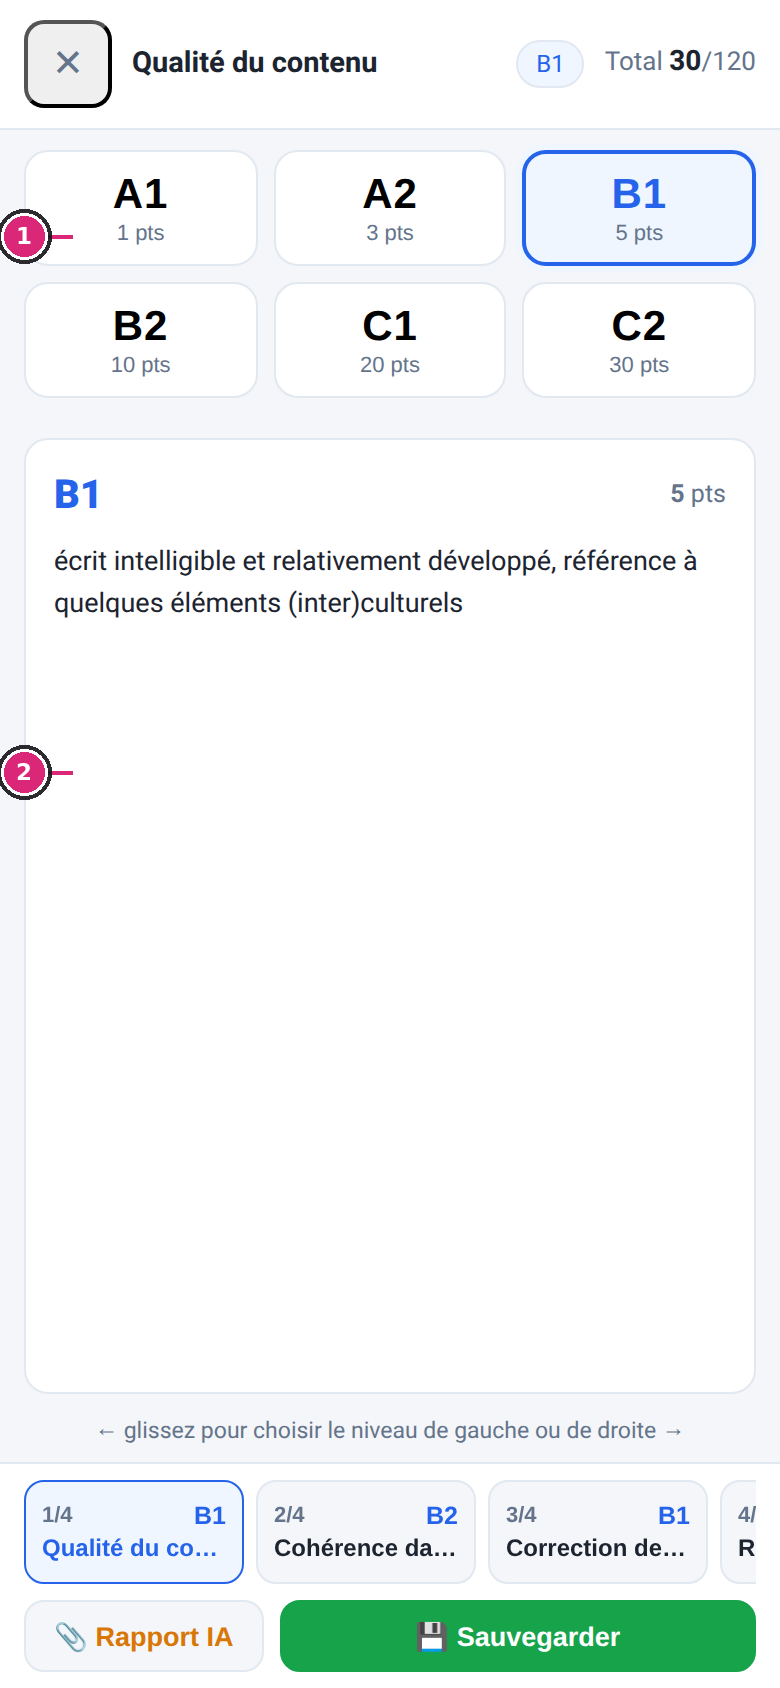 ✕ Qualité du contenu B1 Total 30/120
A1 A2 B1
1 pts 3 pts 5 pts
1
B2 C1 C2
10 pts 20 pts 30 pts
B1 5 pts
écrit intelligible et relativement développé, référence à
quelques éléments (inter)culturels
2
← glissez pour choisir le niveau de gauche ou de droite →
1/4 B1 2/4 B2 3/4 B1 4/
Qualité du co... Cohérence da... Correction de... R
📎 Rapport IA 💾 Sauvegarder